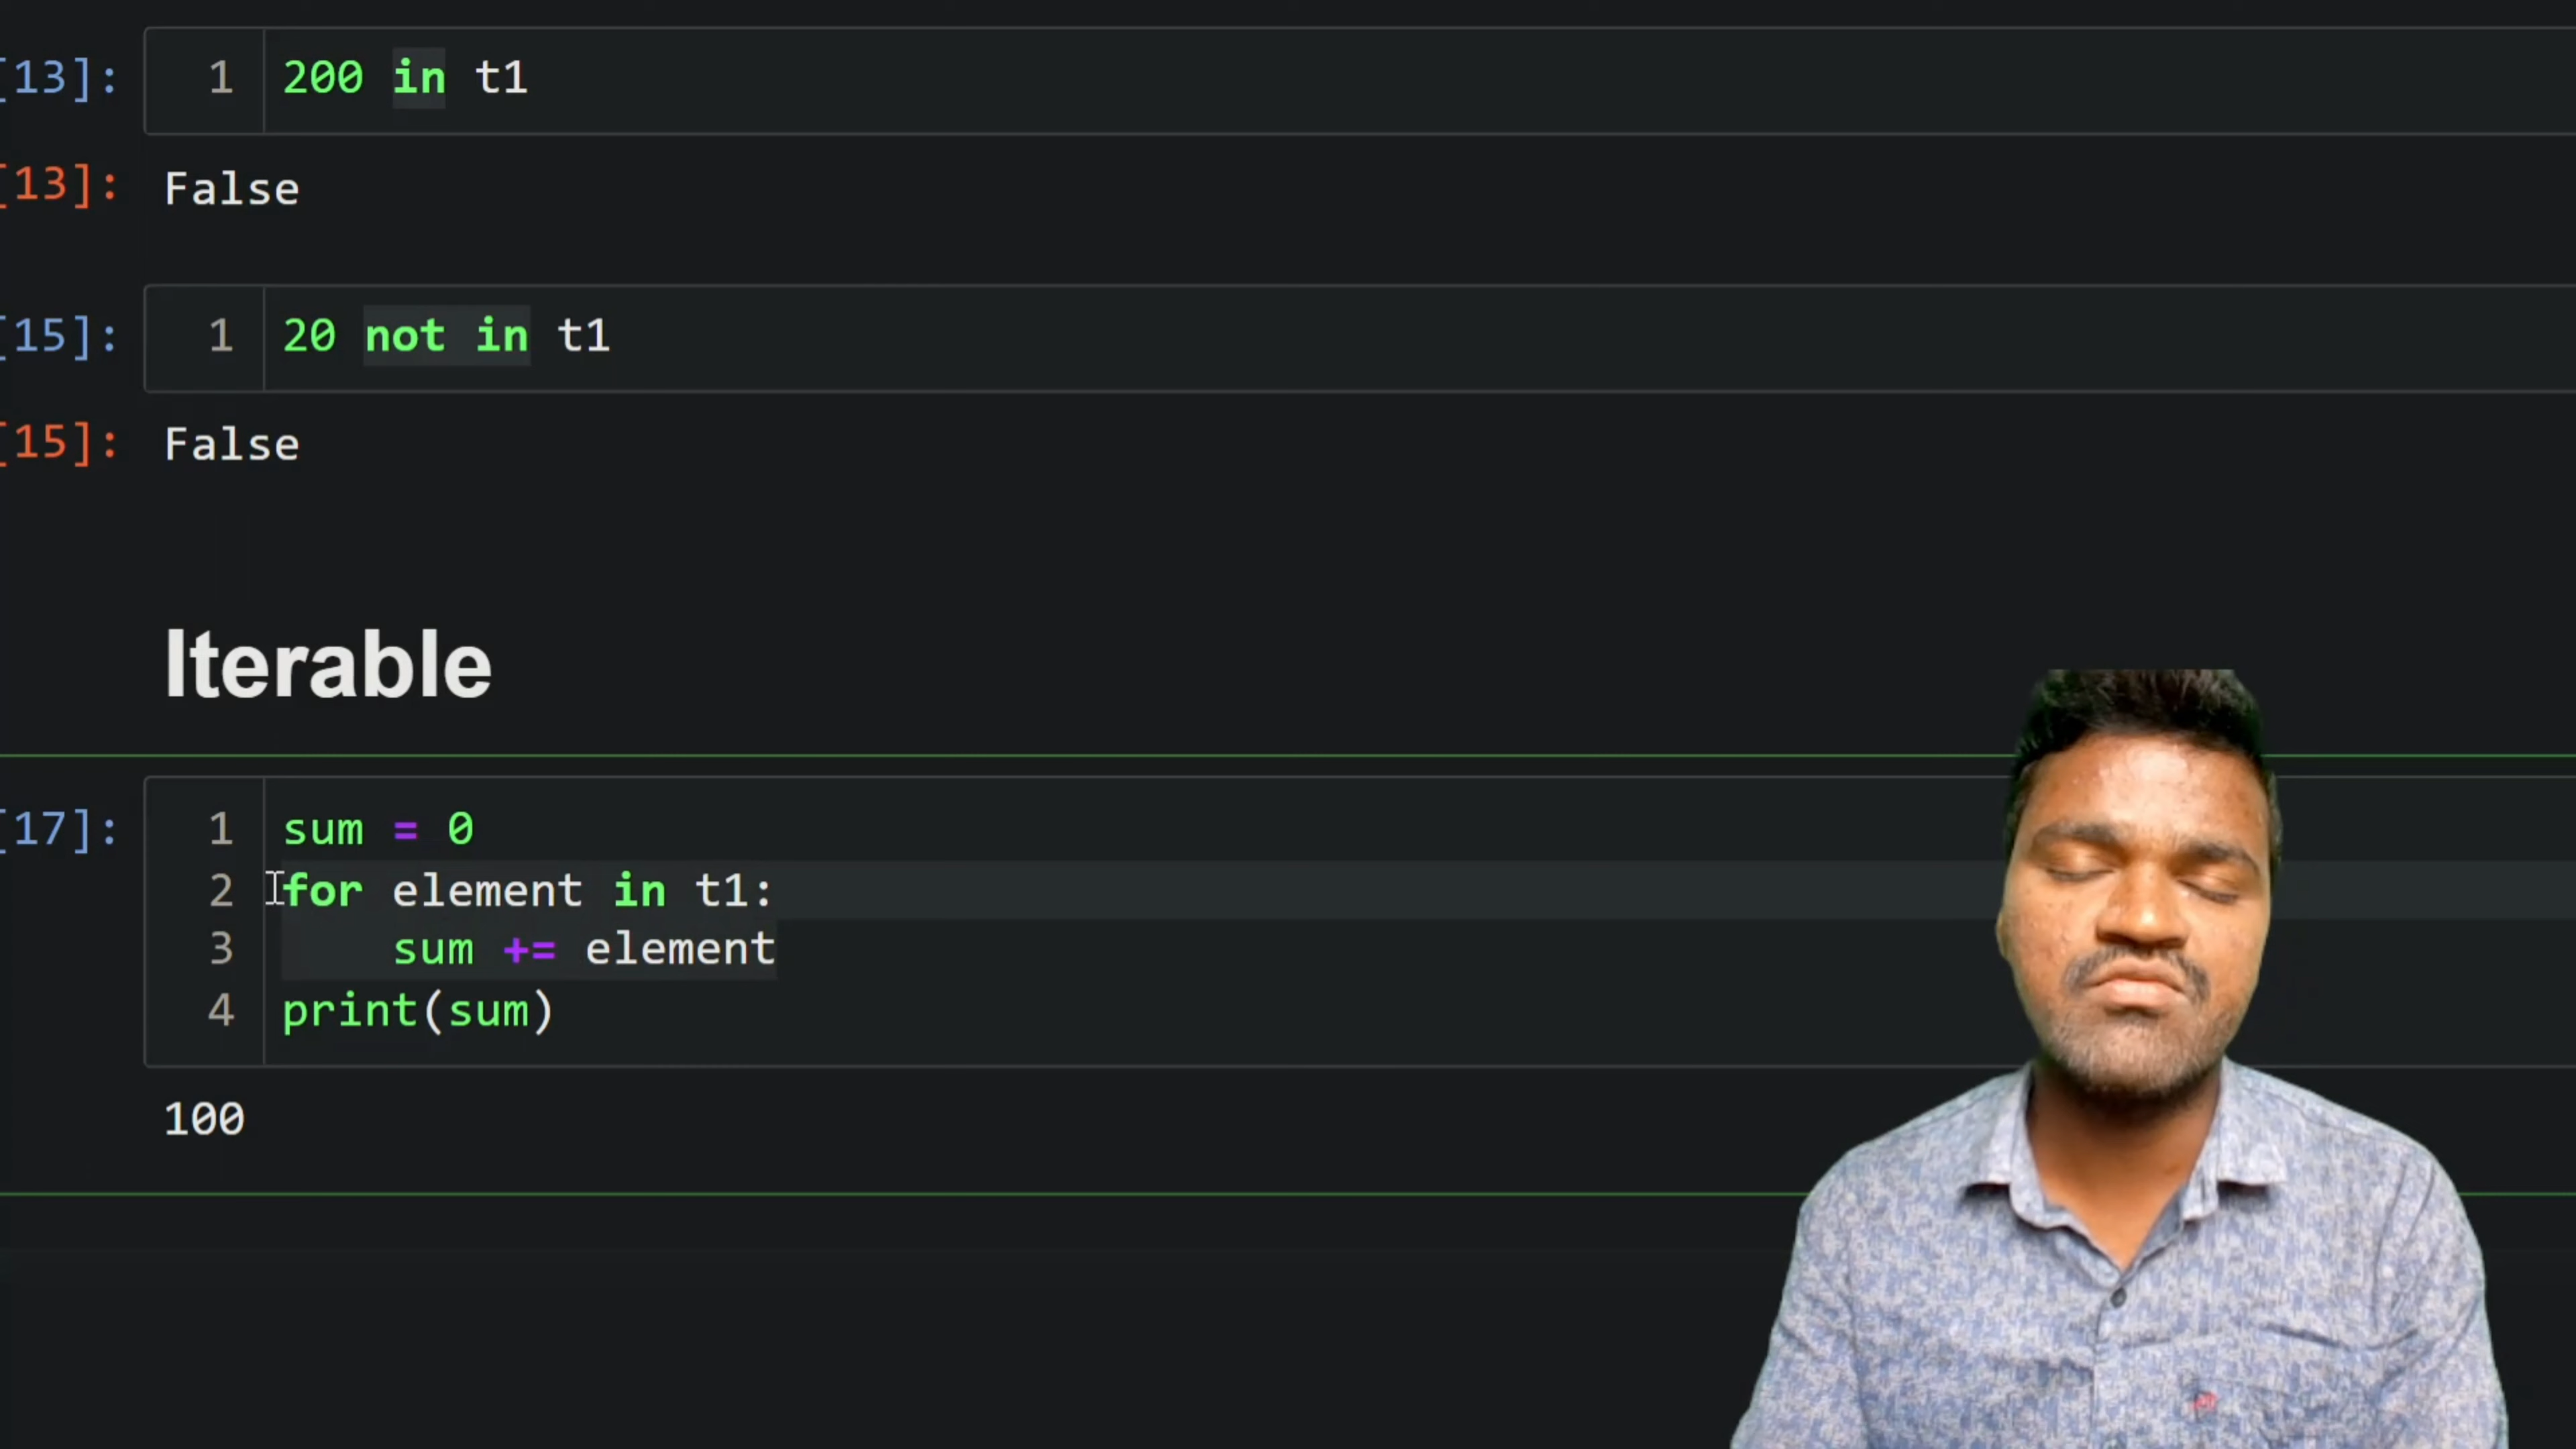 [13]: 1 200 in t1
[13]: False
[15]: 1 20 not in t1
[15]: False
Iterable
[17]: 1 sum = 0
2 for element in t1:
3     sum += element
4 print(sum)
100